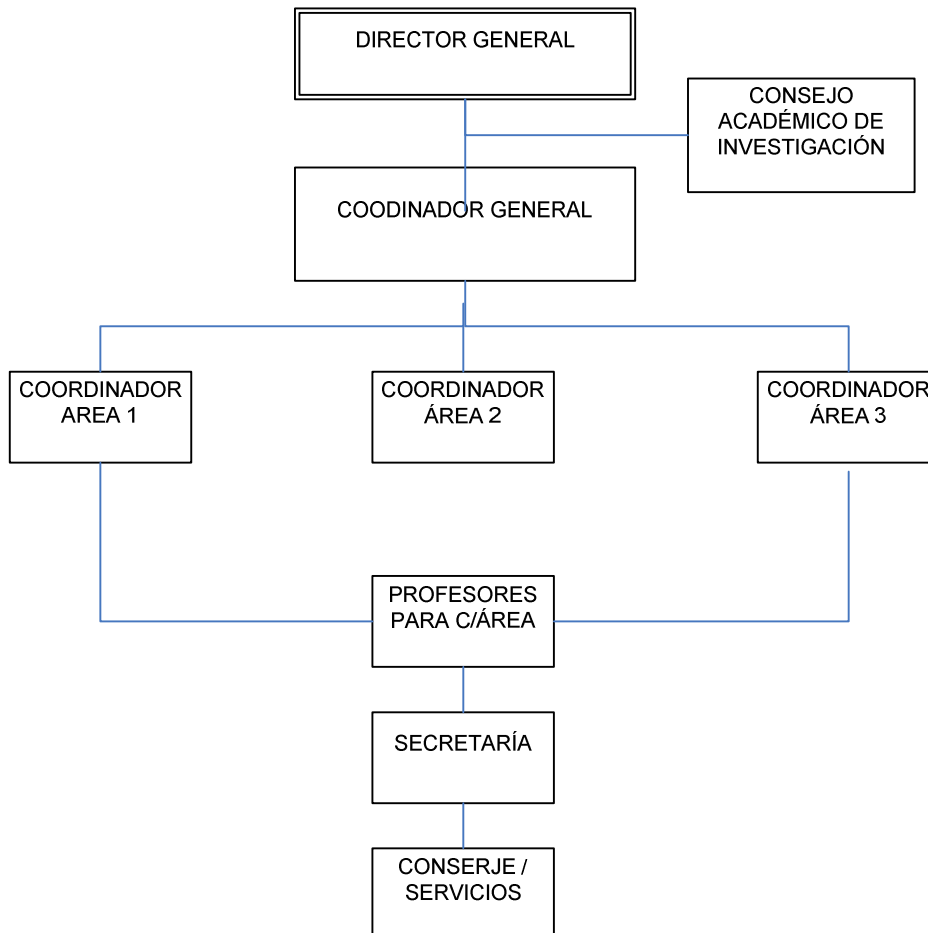 DIRECTOR GENERAL
CONSEJO
ACADÉMICO DE
INVESTIGACIÓN
COODINADOR GENERAL
COORDINADOR
AREA 1
COORDINADOR
ÁREA 2
COORDINADOR
ÁREA 3
PROFESORES
PARA C/ÁREA
SECRETARÍA
CONSERJE /
SERVICIOS